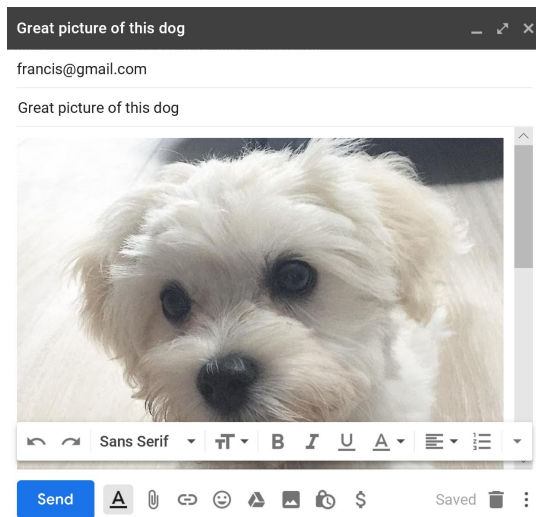 Great picture of this dog
francis@gmail.com
Great picture of this dog
Sans Serif
B I U A
Send A $ Saved